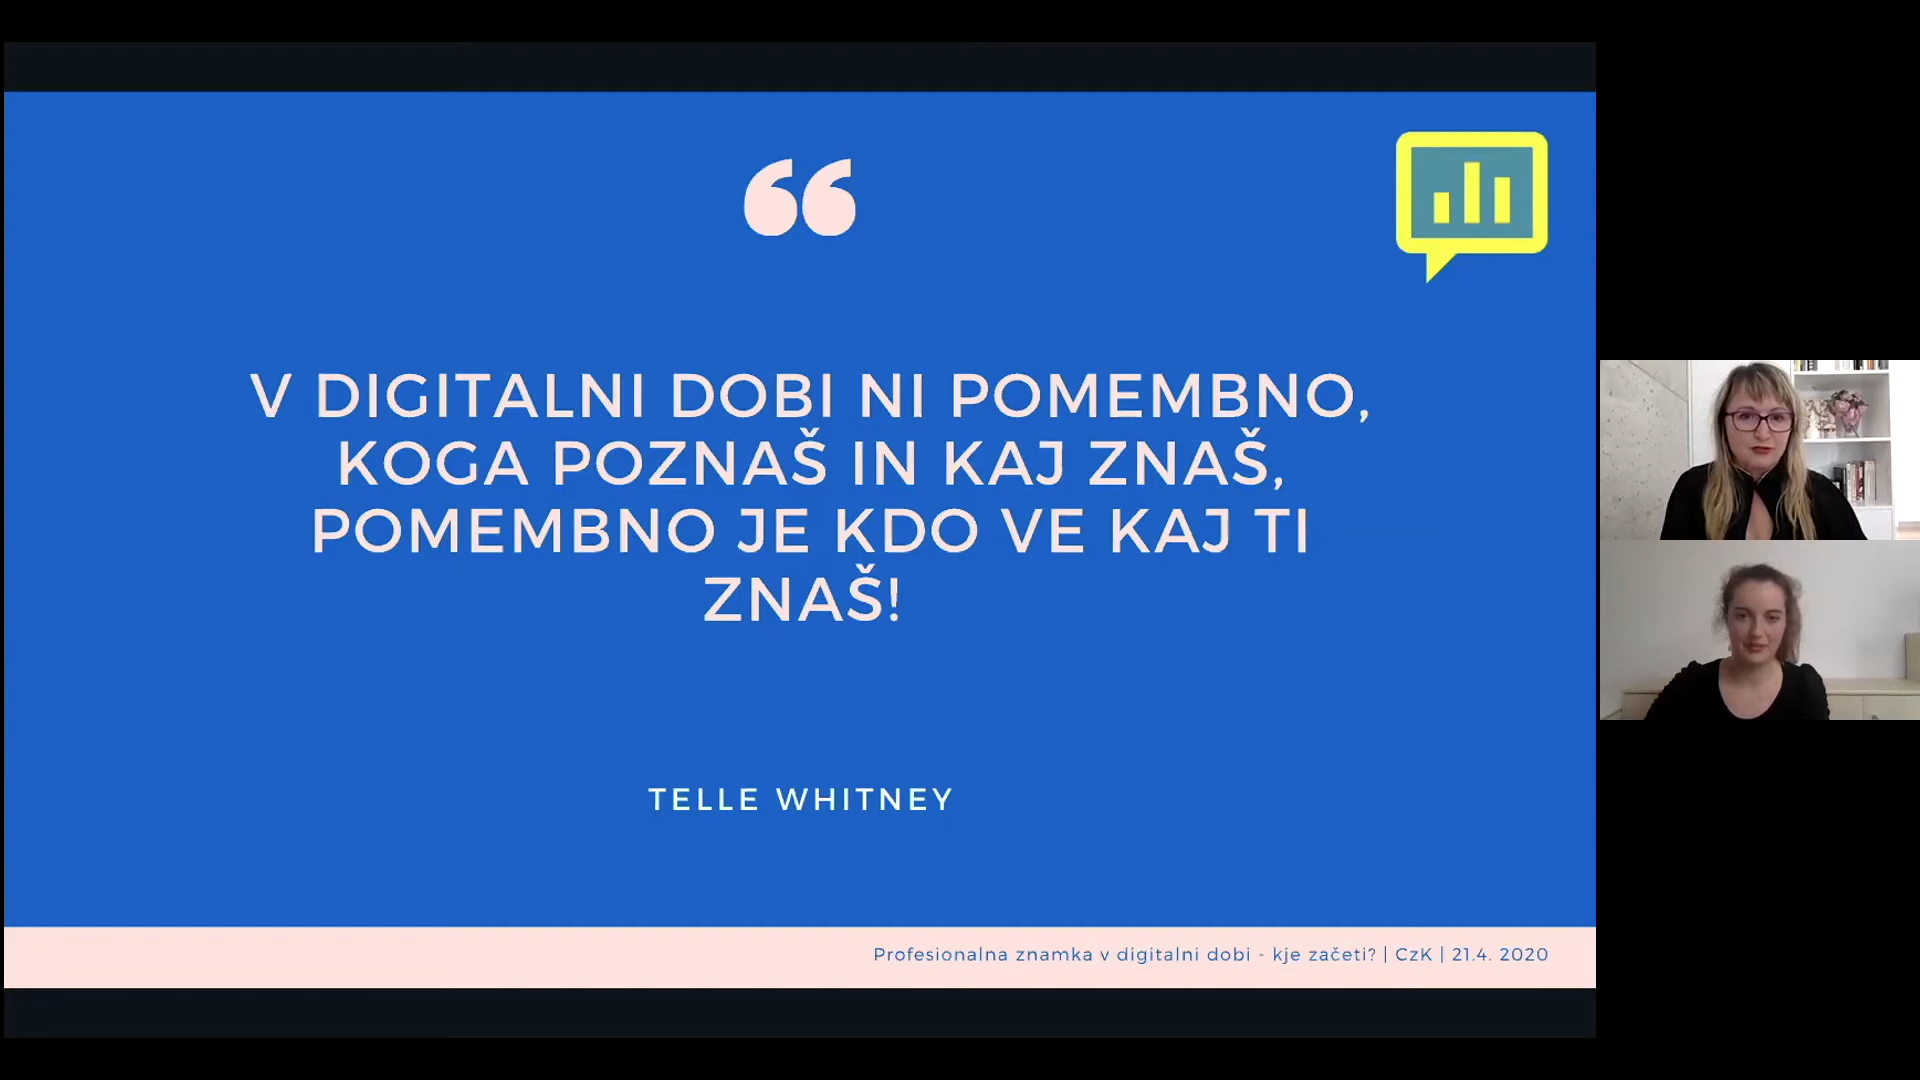 V DIGITALNI DOBI NI POMEMBNO,
KOGA POZNAŠ IN KAJ ZNAŠ,
POMEMBNO JE KDO VE KAJ TI
ZNAŠ!
TELLE WHITNEY
Profesionalna znamka v digitalni dobi - kje začeti? | CzK | 21.4. 2020